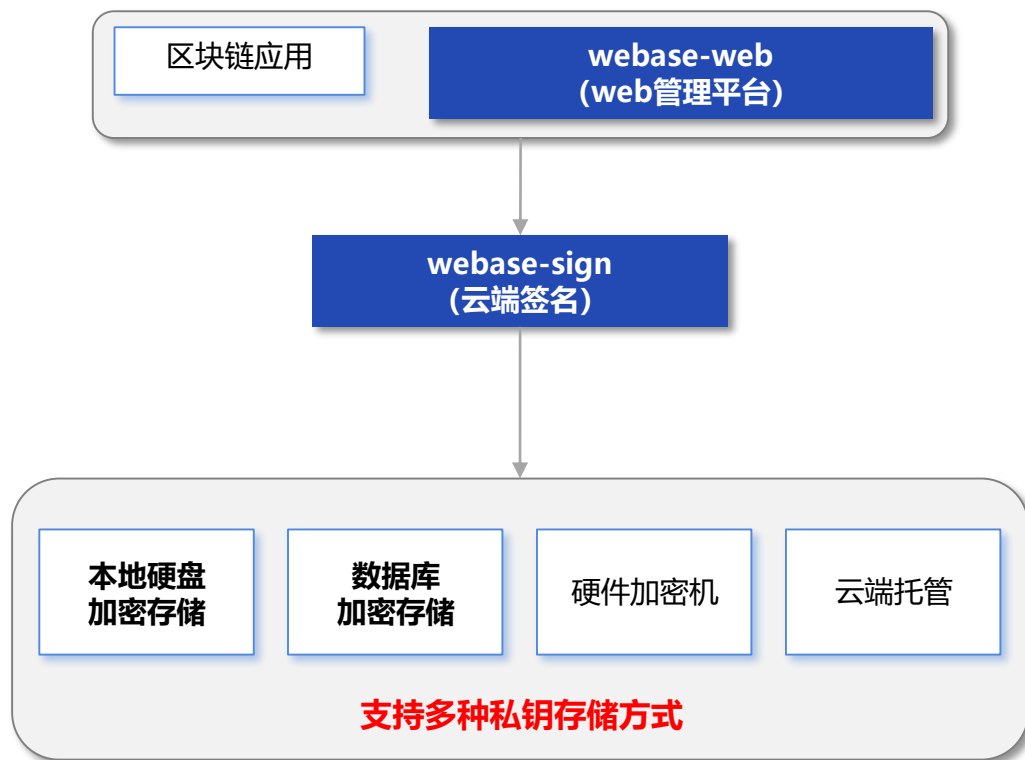 区块链应用
webase-web
(web管理平台)
webase-sign
(云端签名)
本地硬盘
加密存储
数据库
加密存储
硬件加密机
云端托管
支持多种私钥存储方式